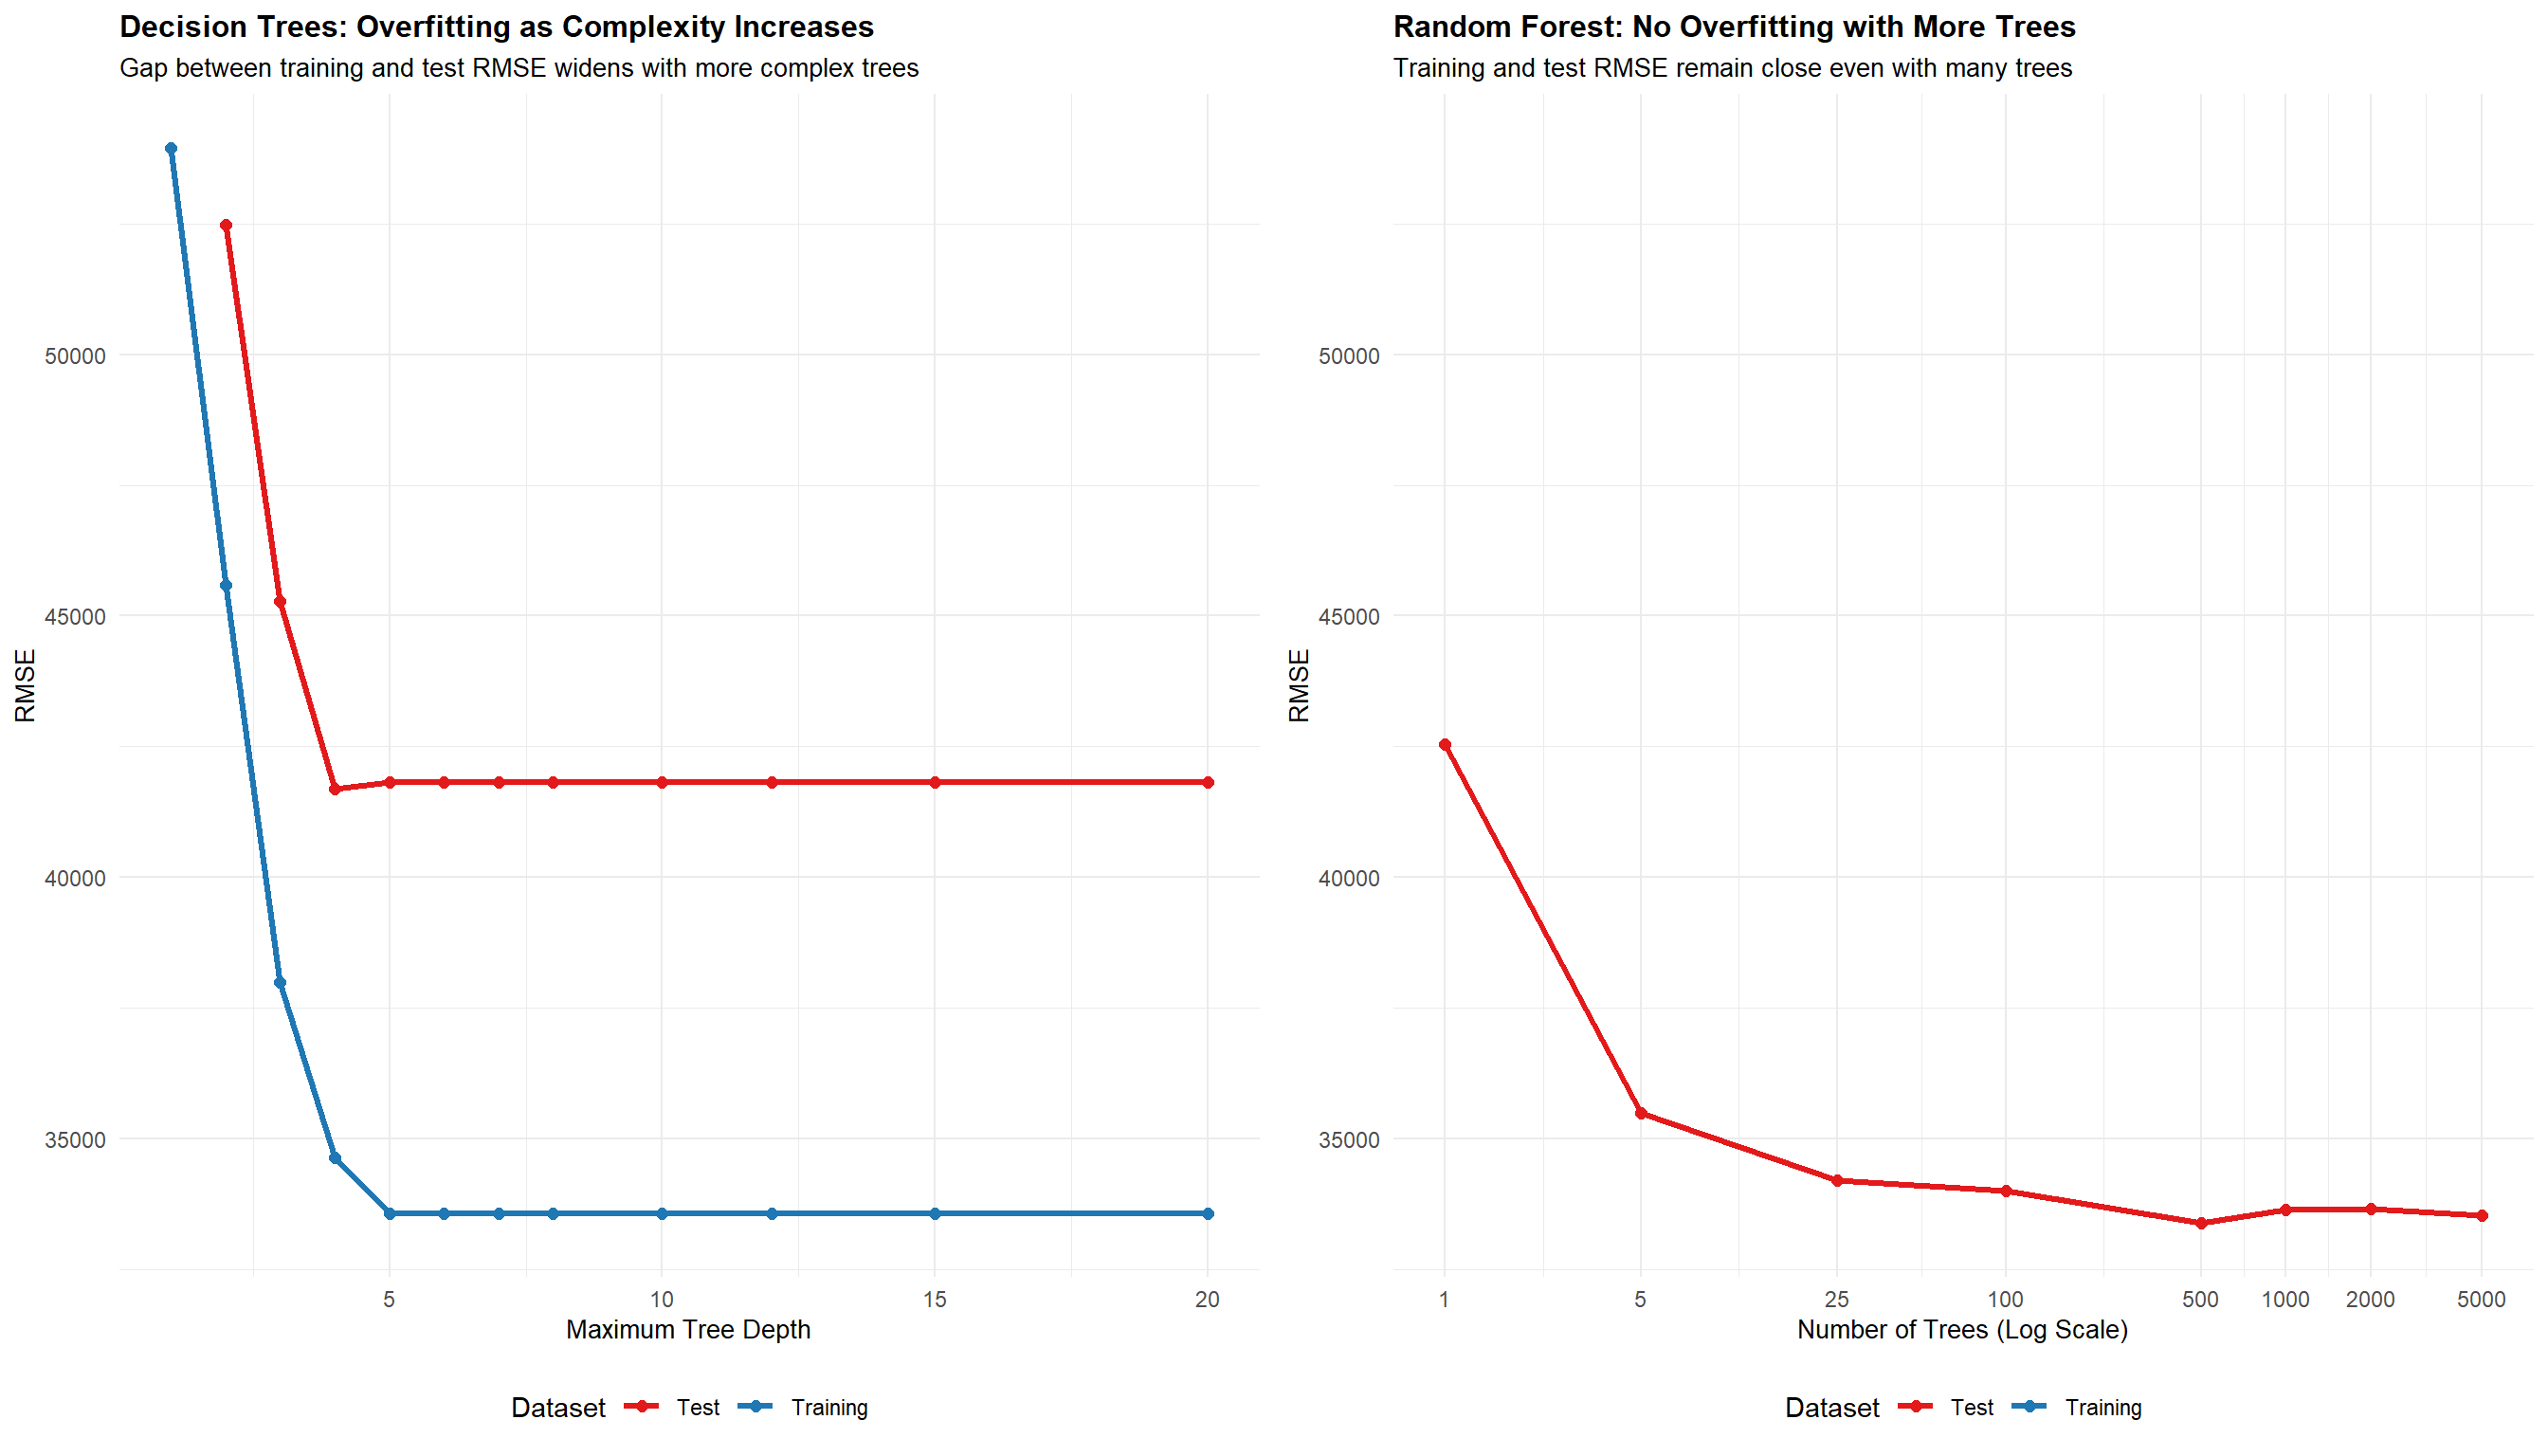 Decision Trees: Overfitting as Complexity Increases
Gap between training and test RMSE widens with more complex trees
RMSE
50000
45000
40000
35000
5 10 15 20
Maximum Tree Depth
Dataset Test Training
Random Forest: No Overfitting with More Trees
Training and test RMSE remain close even with many trees
RMSE
50000
45000
40000
35000
1 5 25 100 500 1000 2000 5000
Number of Trees (Log Scale)
Dataset Test Training